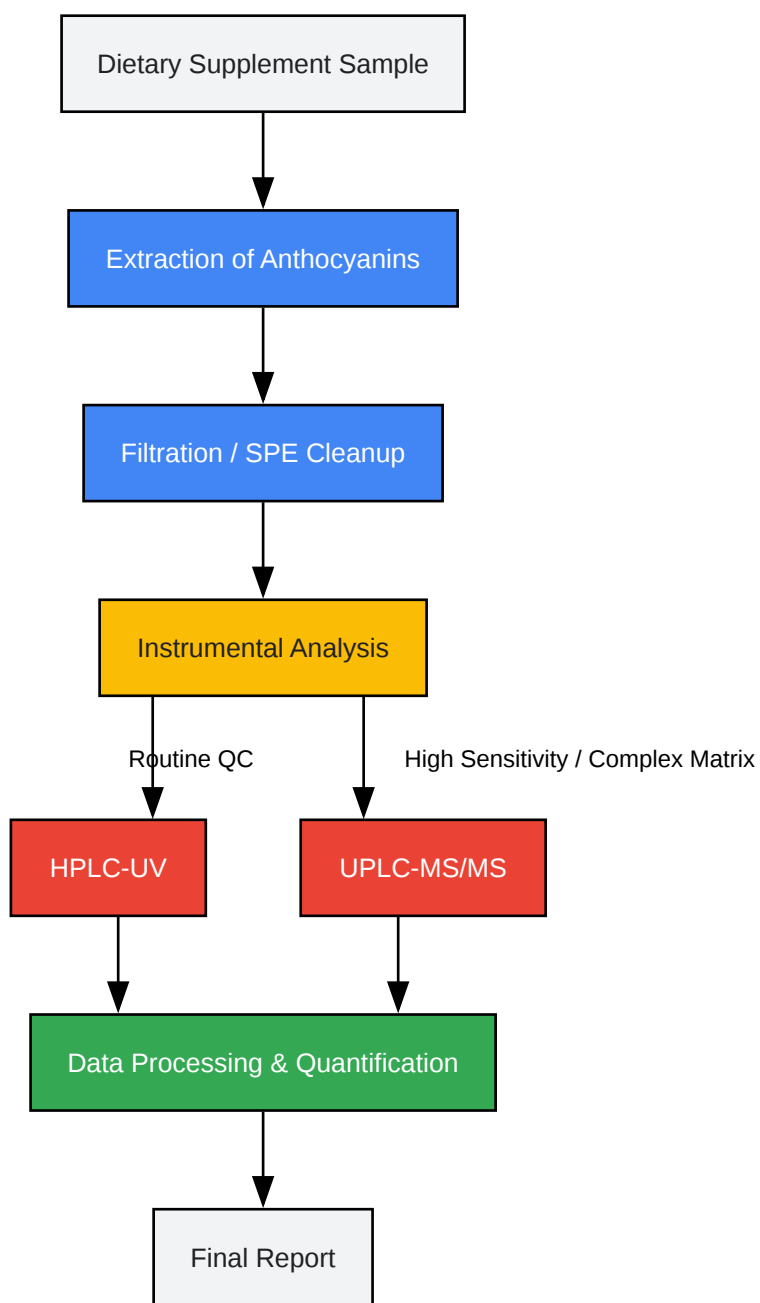 Dietary Supplement Sample
Extraction of Anthocyanins
Filtration / SPE Cleanup
Instrumental Analysis
Routine QC
High Sensitivity / Complex Matrix
HPLC-UV
UPLC-MS/MS
Data Processing & Quantification
Final Report